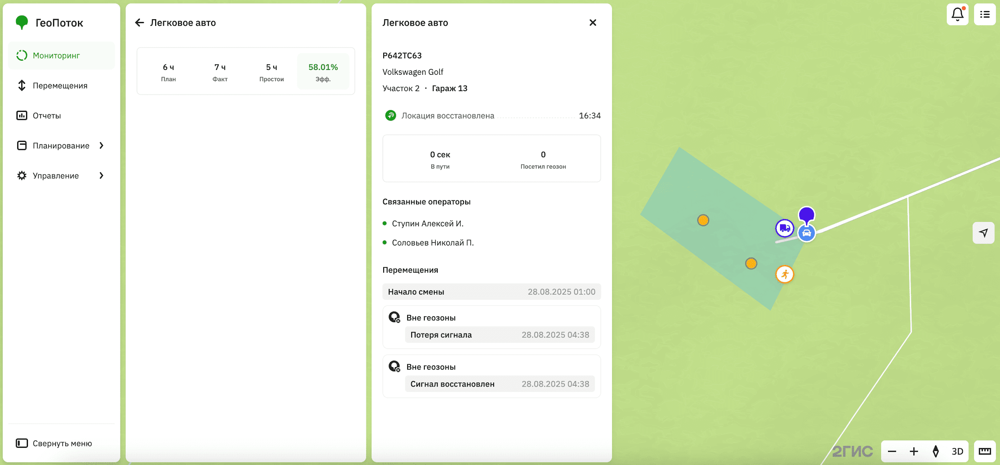 ГеоПоток
Мониторинг
Перемещения
Отчеты
Планирование
Управление
Свернуть меню
Легковое авто
6 ч
План
7 ч
Факт
5 ч
Простои
58.01%
Эфф.
Легковое авто
Р642ТС63
Volkswagen Golf
Участок 2 · Гараж 13
Локация восстановлена 16:34
0 сек
В пути
0
Посетил геозон
Связанные операторы
Ступин Алексей И.
Соловьев Николай П.
Перемещения
Начало смены 28.08.2025 01:00
Вне геозоны
Потеря сигнала 28.08.2025 04:38
Вне геозоны
Сигнал восстановлен 28.08.2025 04:38
2ГИС
3D